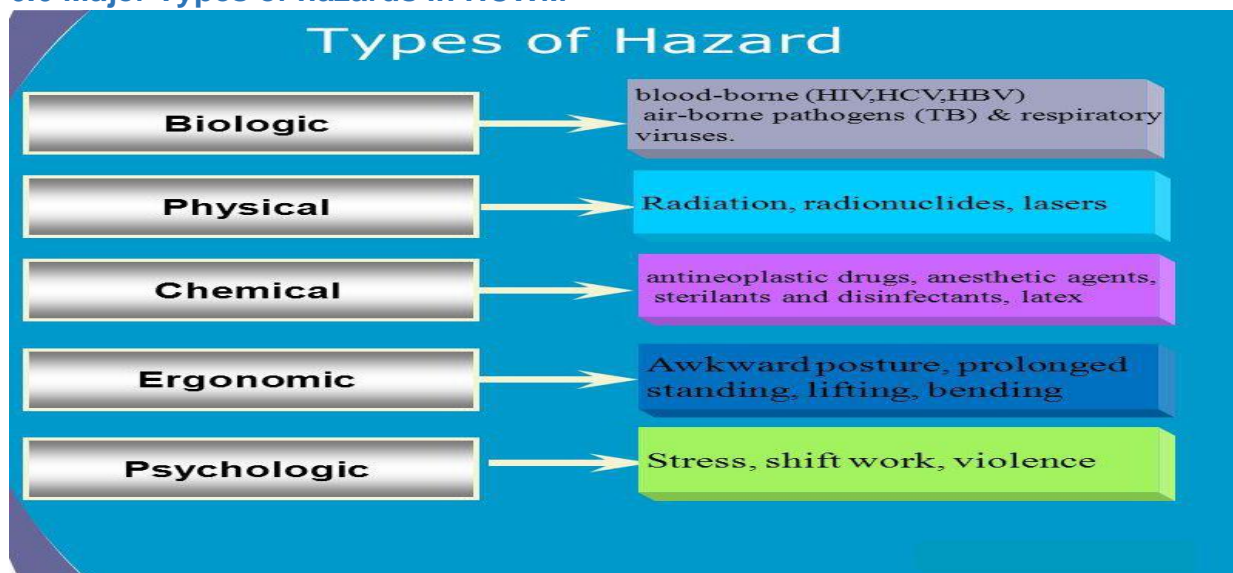 Types of Hazard
Biologic
blood-borne (HIV,HCV,HBV)
air-borne pathogens (TB) & respiratory
viruses.
Physical
Radiation, radionuclides, lasers
Chemical
antineoplastic drugs, anesthetic agents,
sterilants and disinfectants, latex
Ergonomic
Awkward posture, prolonged
standing, lifting, bending
Psychologic
Stress, shift work, violence